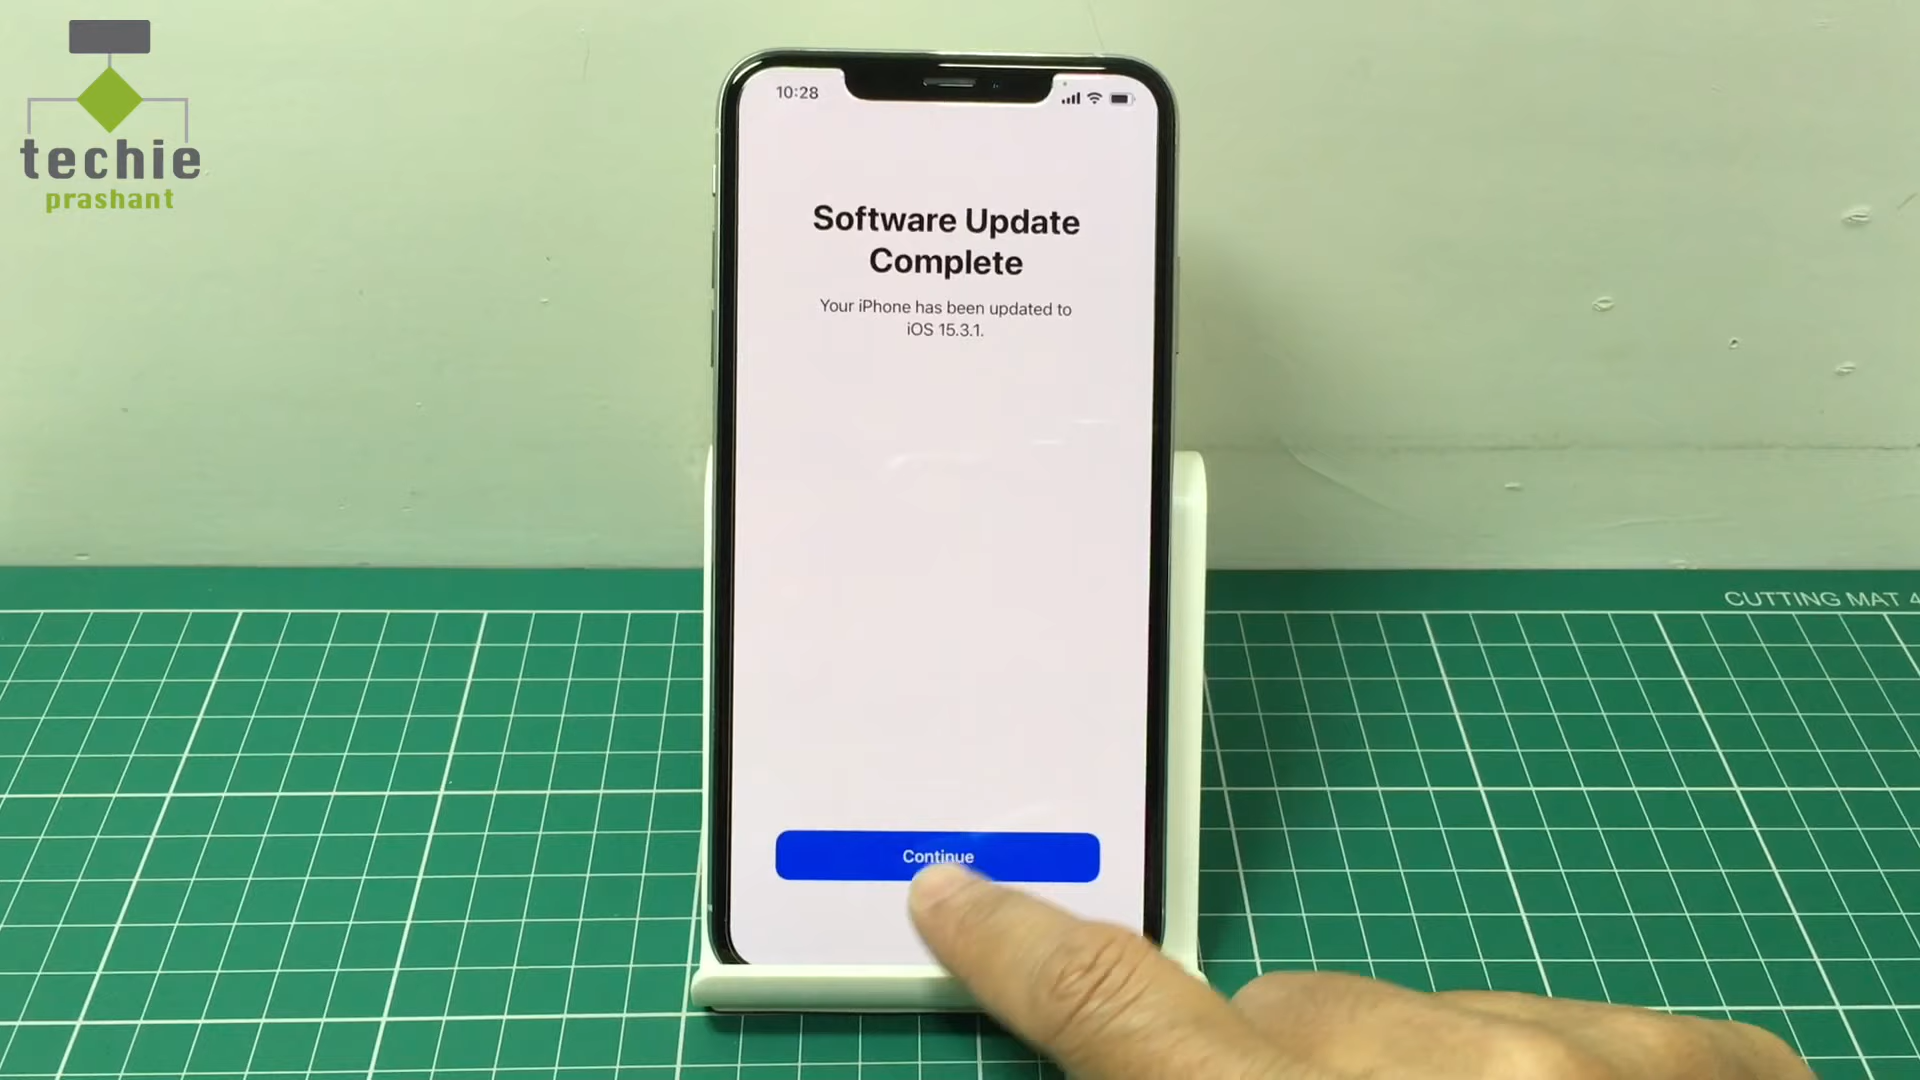 techie
prashant
10:28
Software Update
Complete
Your iPhone has been updated to
iOS 15.3.1.
Continue
CUTTING MAT 4